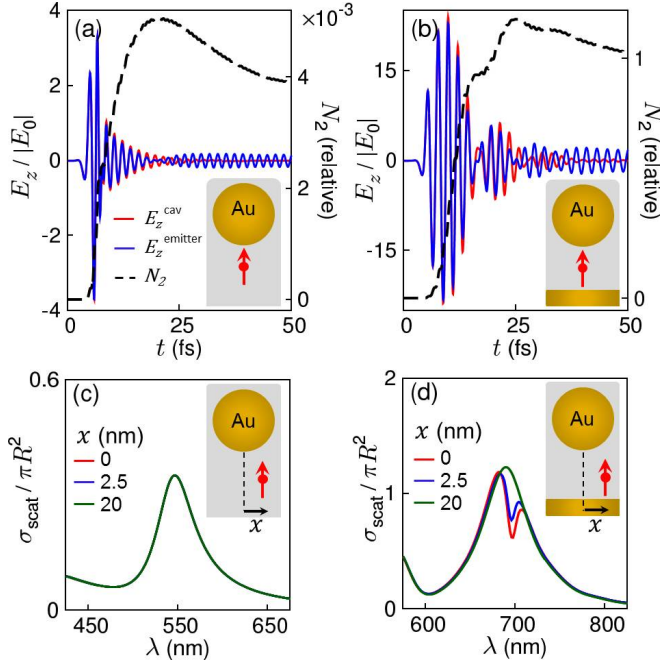 (a)
×10⁻³
4
2
0
-2
-4
E_z / |E_0|
4
2
0
N_2 (relative)
E_z^cav
E_z^emitter
N_2
Au
0 25 50
t (fs)
(b)
15
0
-15
E_z / |E_0|
1
0
N_2 (relative)
Au
0 25 50
t (fs)
(c)
0.6
0
σ_scat / πR²
x (nm)
0
2.5
20
Au
x
450 550 650
λ (nm)
(d)
2
1
0
σ_scat / πR²
x (nm)
0
2.5
20
Au
x
600 700 800
λ (nm)